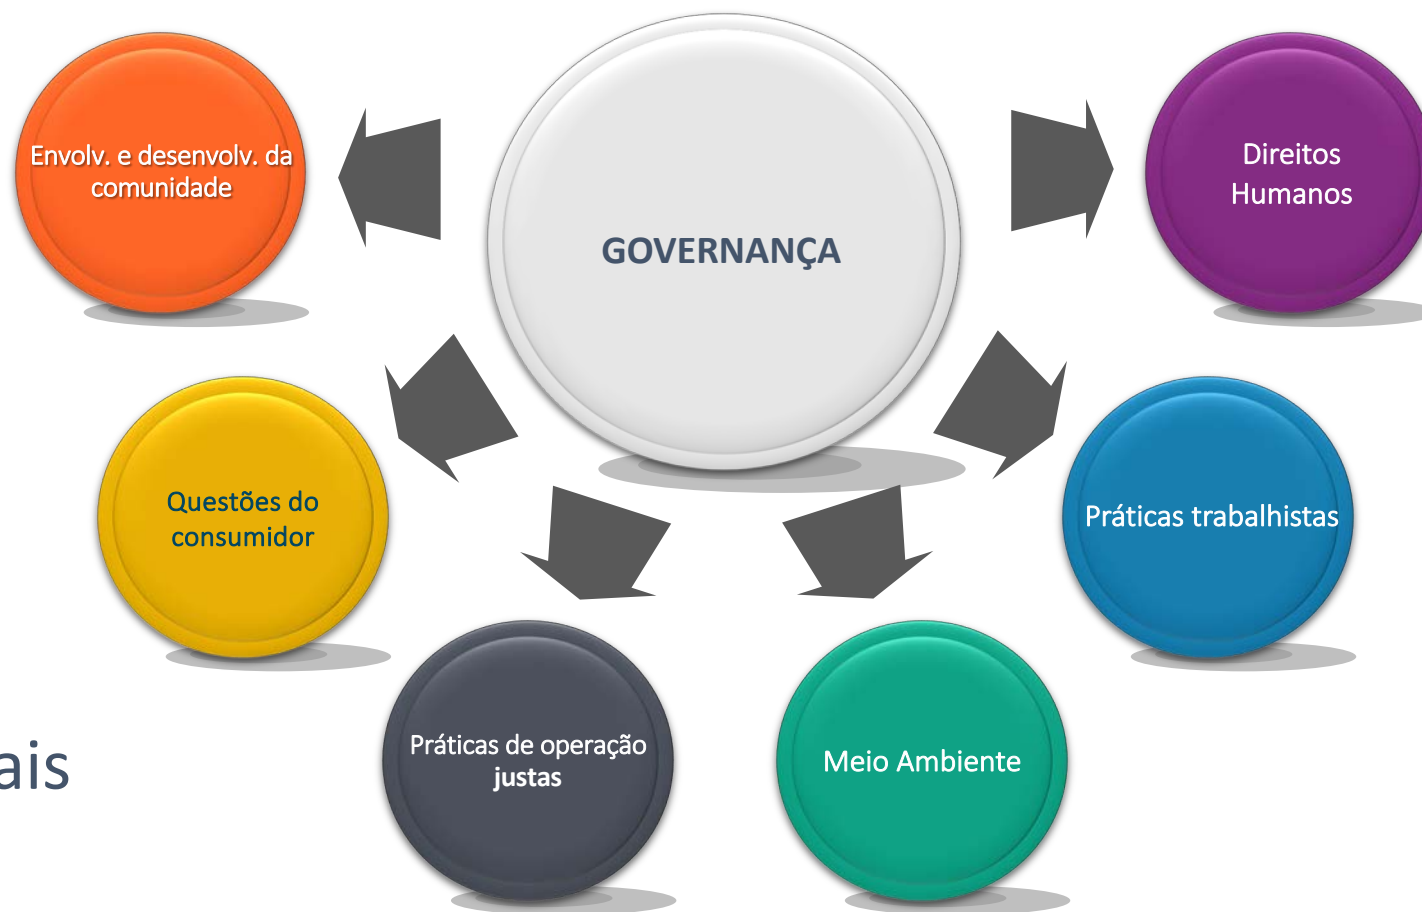 Envolv. e desenvolv. da
comunidade
GOVERNANÇA
Direitos
Humanos
Questões do
consumidor
Práticas trabalhistas
Práticas de operação
justas
Meio Ambiente
ais